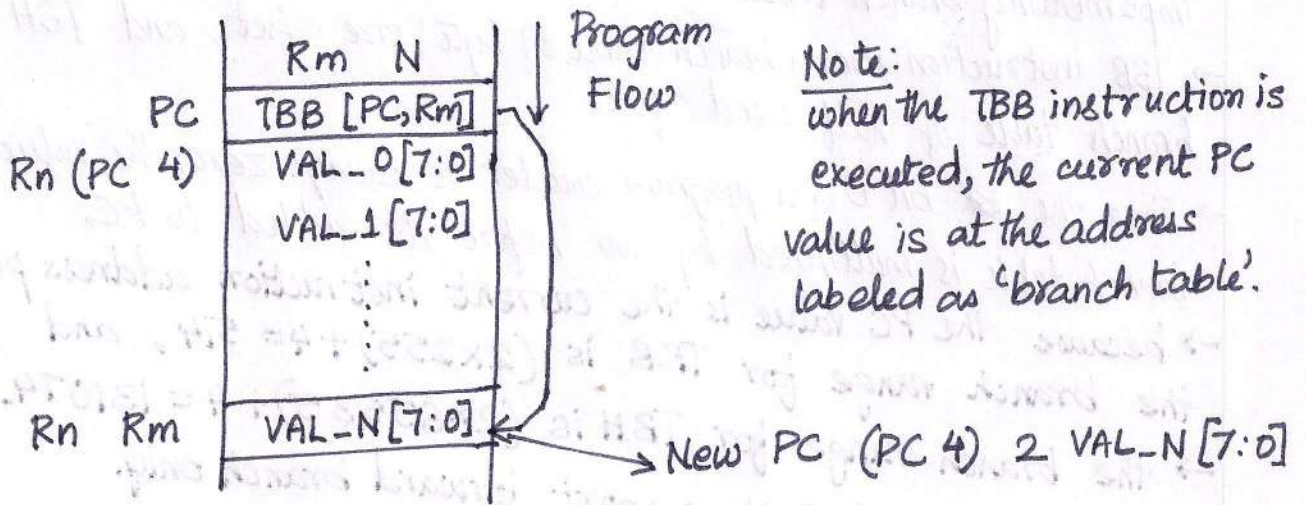 Rm N
Program
Flow
PC TBB [PC,Rm]
Rn (PC 4) VAL_0[7:0]
VAL_1[7:0]
Rn Rm VAL_N[7:0]
New PC (PC 4) 2 VAL_N[7:0]
Note:
when the TBB instruction is
executed, the current PC
value is at the address
labeled as 'branch table'.